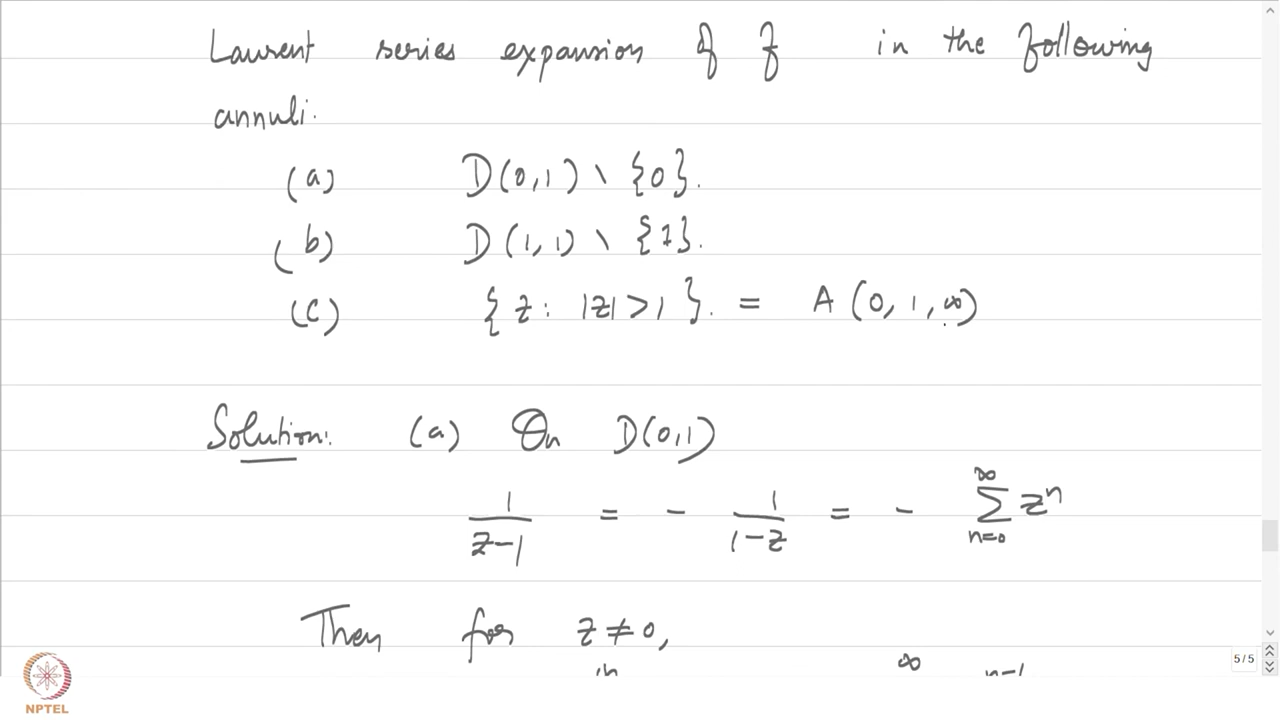 Laurent series expansion of f in the following
annuli.
(a) D(0,1) \ {0}.
(b) D(1,1) \ {1}.
(c) {z : |z|>1}. = A(0,1,∞)
Solution: (a) On D(0,1)
1/(z-1) = - 1/(1-z) = - ∑_{n=0}^{∞} z^n
Then for z≠0,
∞ n-1
5/5
NPTEL